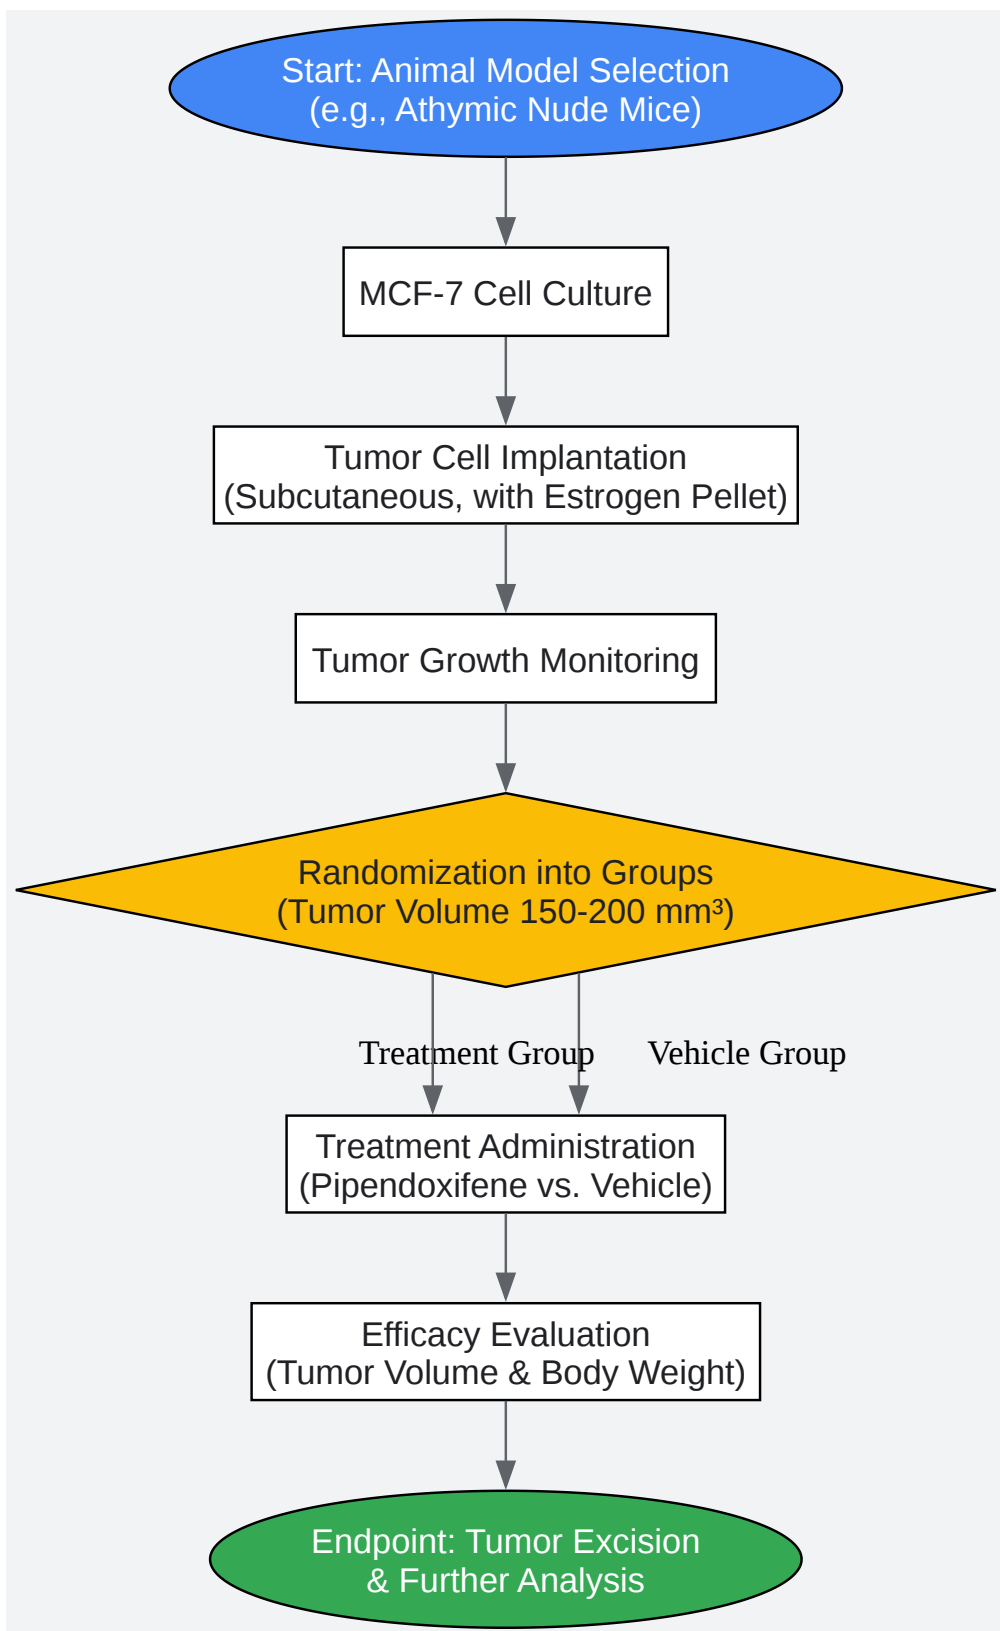 Start: Animal Model Selection
(e.g., Athymic Nude Mice)
MCF-7 Cell Culture
Tumor Cell Implantation
(Subcutaneous, with Estrogen Pellet)
Tumor Growth Monitoring
Randomization into Groups
(Tumor Volume 150-200 mm³)
Treatment Group
Vehicle Group
Treatment Administration
(Pipendoxifene vs. Vehicle)
Efficacy Evaluation
(Tumor Volume & Body Weight)
Endpoint: Tumor Excision
& Further Analysis